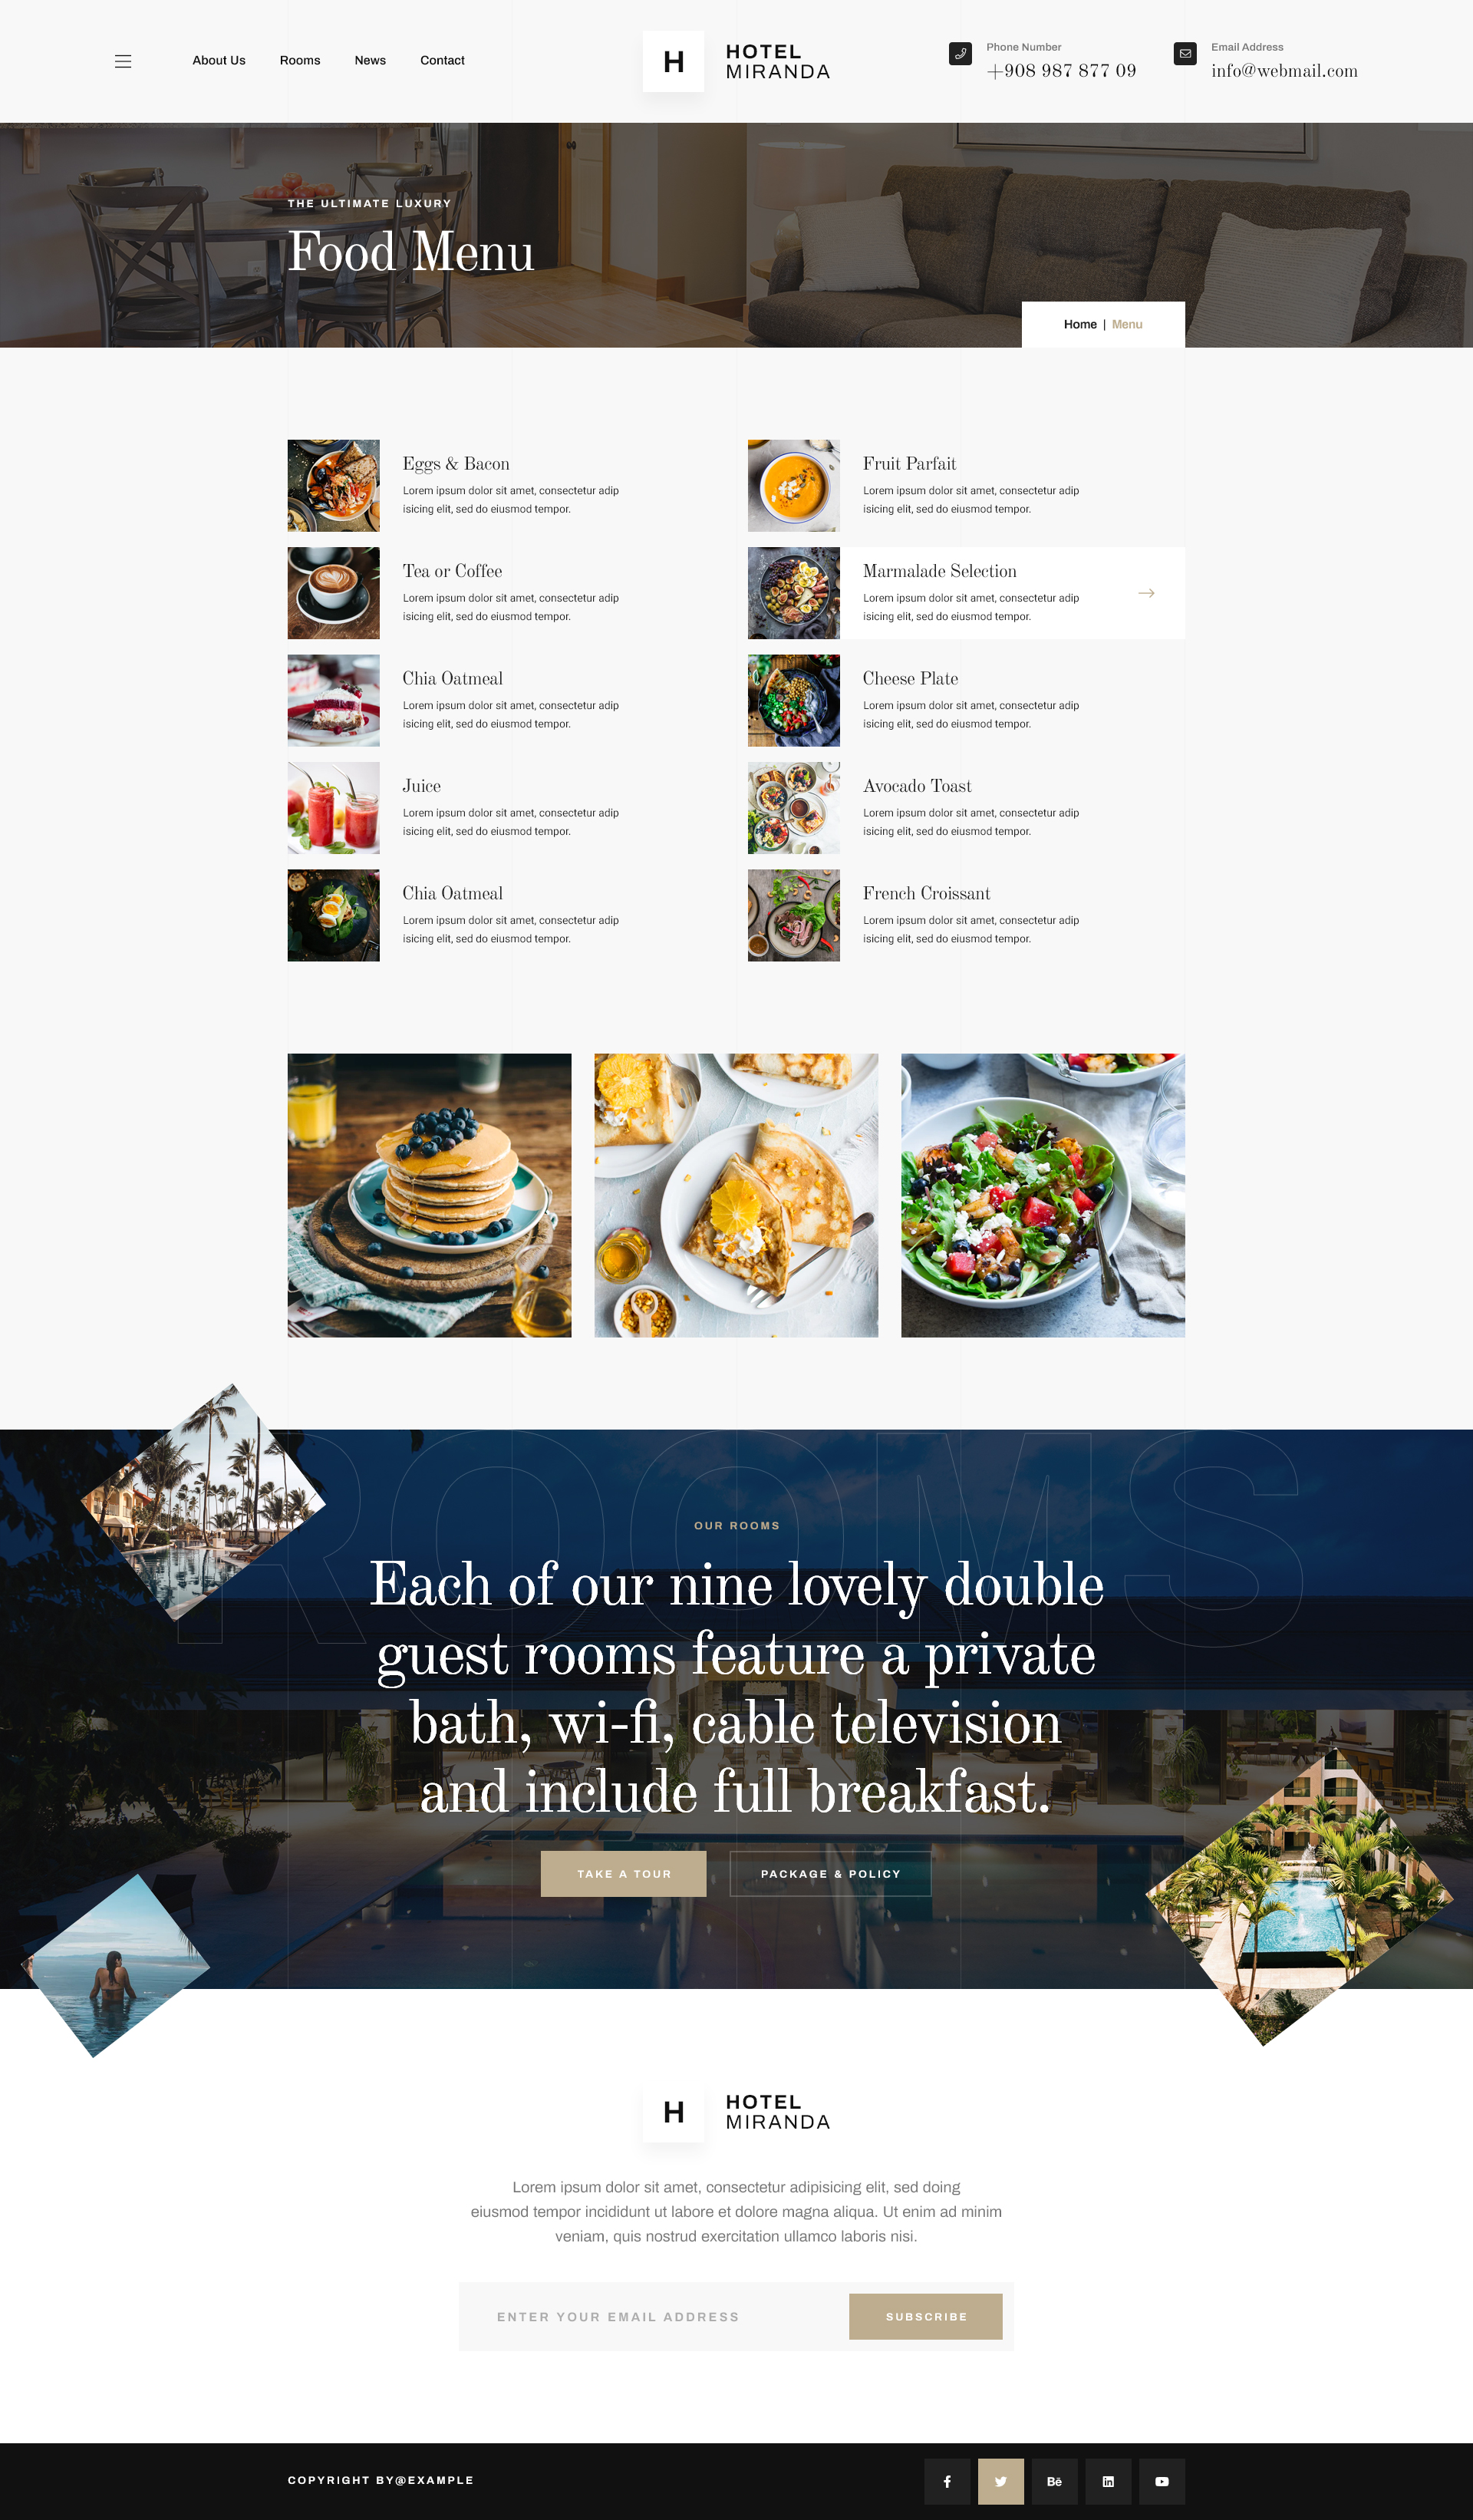 About Us
Rooms
News
Contact
H
HOTEL
MIRANDA
Phone Number
+908 987 877 09
Email Address
info@webmail.com
THE ULTIMATE LUXURY
Food Menu
Home | Menu
Eggs & Bacon
Lorem ipsum dolor sit amet, consectetur adip
isicing elit, sed do eiusmod tempor.
Fruit Parfait
Lorem ipsum dolor sit amet, consectetur adip
isicing elit, sed do eiusmod tempor.
Tea or Coffee
Lorem ipsum dolor sit amet, consectetur adip
isicing elit, sed do eiusmod tempor.
Marmalade Selection
Lorem ipsum dolor sit amet, consectetur adip
isicing elit, sed do eiusmod tempor.
Chia Oatmeal
Lorem ipsum dolor sit amet, consectetur adip
isicing elit, sed do eiusmod tempor.
Cheese Plate
Lorem ipsum dolor sit amet, consectetur adip
isicing elit, sed do eiusmod tempor.
Juice
Lorem ipsum dolor sit amet, consectetur adip
isicing elit, sed do eiusmod tempor.
Avocado Toast
Lorem ipsum dolor sit amet, consectetur adip
isicing elit, sed do eiusmod tempor.
Chia Oatmeal
Lorem ipsum dolor sit amet, consectetur adip
isicing elit, sed do eiusmod tempor.
French Croissant
Lorem ipsum dolor sit amet, consectetur adip
isicing elit, sed do eiusmod tempor.
ROOMS
OUR ROOMS
Each of our nine lovely double
guest rooms feature a private
bath, wi-fi, cable television
and include full breakfast.
TAKE A TOUR
PACKAGE & POLICY
H
HOTEL
MIRANDA
Lorem ipsum dolor sit amet, consectetur adipisicing elit, sed doing
eiusmod tempor incididunt ut labore et dolore magna aliqua. Ut enim ad minim
veniam, quis nostrud exercitation ullamco laboris nisi.
ENTER YOUR EMAIL ADDRESS
SUBSCRIBE
COPYRIGHT BY@EXAMPLE
Bē